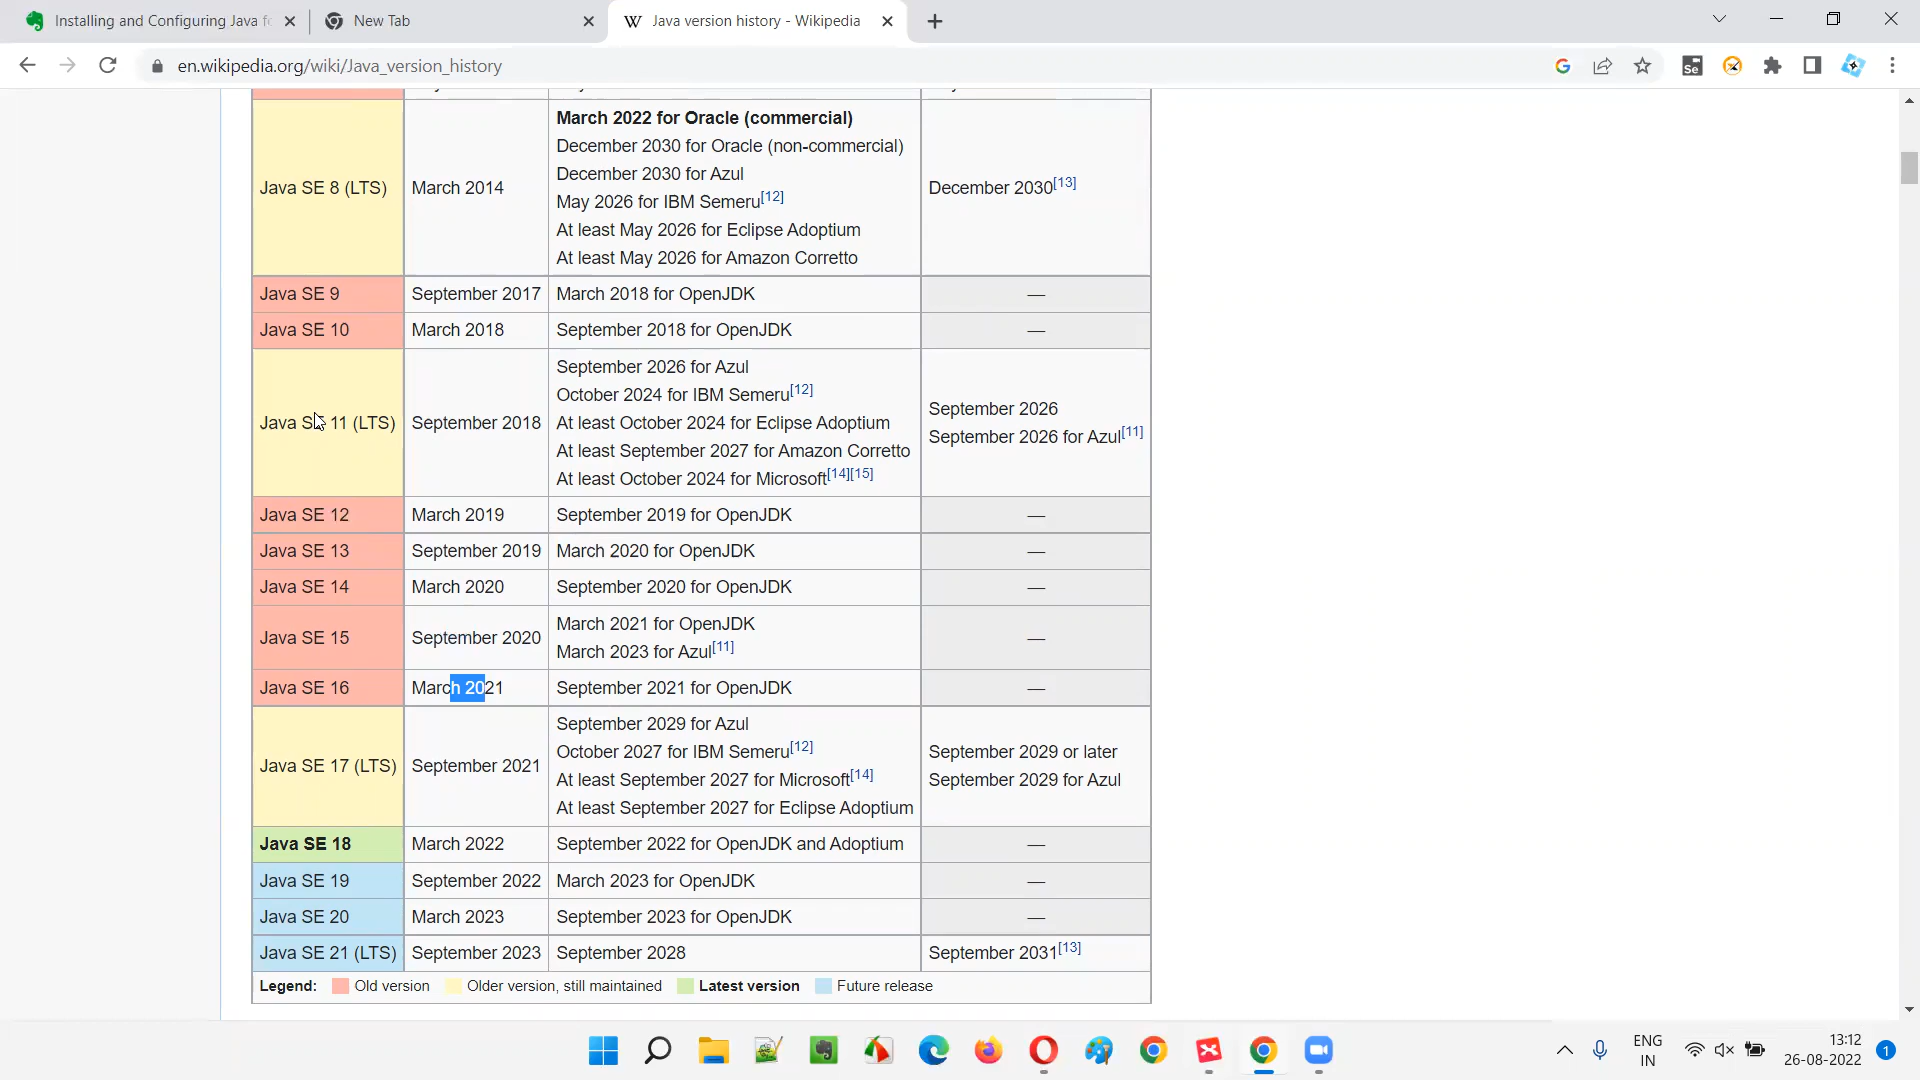 Installing and Configuring Java f
New Tab
Java version history - Wikipedia
en.wikipedia.org/wiki/Java_version_history
March 2022 for Oracle (commercial)
December 2030 for Oracle (non-commercial)
December 2030 for Azul
Java SE 8 (LTS) March 2014 May 2026 for IBM Semeru[12] December 2030[13]
At least May 2026 for Eclipse Adoptium
At least May 2026 for Amazon Corretto
Java SE 9 September 2017 March 2018 for OpenJDK —
Java SE 10 March 2018 September 2018 for OpenJDK —
September 2026 for Azul
October 2024 for IBM Semeru[12]
Java SE 11 (LTS) September 2018 At least October 2024 for Eclipse Adoptium September 2026
At least September 2027 for Amazon Corretto September 2026 for Azul[11]
At least October 2024 for Microsoft[14][15]
Java SE 12 March 2019 September 2019 for OpenJDK —
Java SE 13 September 2019 March 2020 for OpenJDK —
Java SE 14 March 2020 September 2020 for OpenJDK —
Java SE 15 September 2020 March 2021 for OpenJDK —
March 2023 for Azul[11]
Java SE 16 March 2021 September 2021 for OpenJDK —
September 2029 for Azul
October 2027 for IBM Semeru[12] September 2029 or later
Java SE 17 (LTS) September 2021 At least September 2027 for Microsoft[14] September 2029 for Azul
At least September 2027 for Eclipse Adoptium
Java SE 18 March 2022 September 2022 for OpenJDK and Adoptium —
Java SE 19 September 2022 March 2023 for OpenJDK —
Java SE 20 March 2023 September 2023 for OpenJDK —
Java SE 21 (LTS) September 2023 September 2028 September 2031[13]
Legend: Old version Older version, still maintained Latest version Future release
ENG
IN
13:12
26-08-2022
1